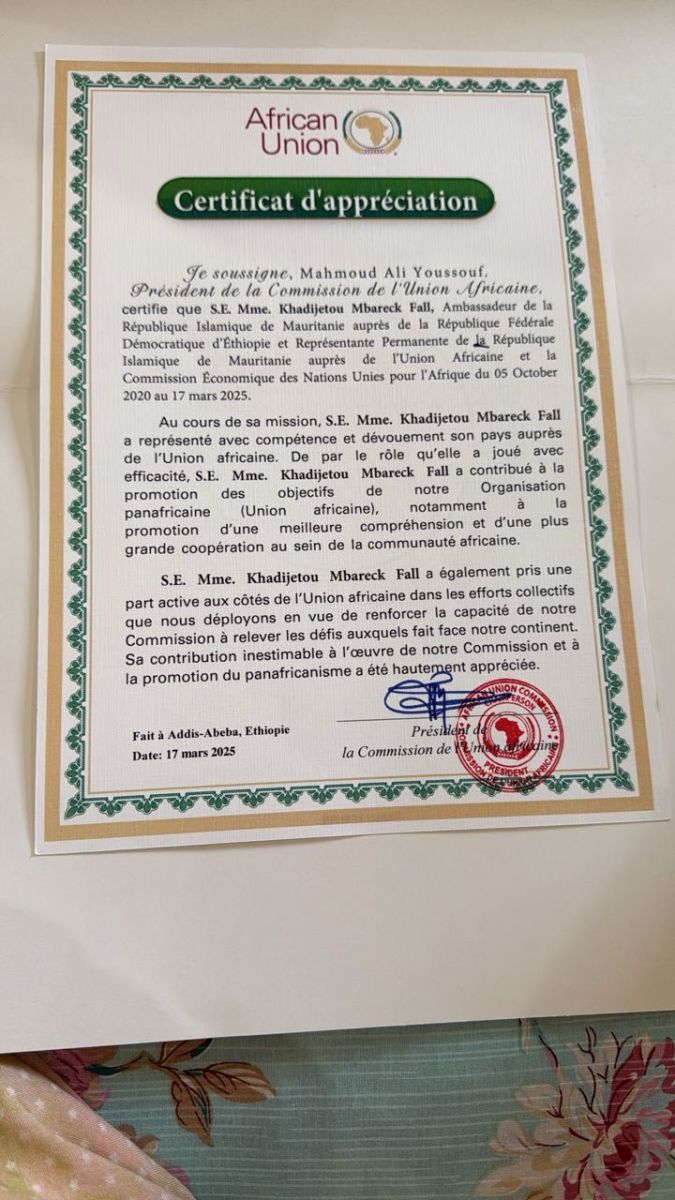 African
Union
Certificat d'appréciation
Je soussigne, Mahmoud Ali Youssouf,
Président de la Commission de l'Union Africaine,
certifie que S.E. Mme. Khadijetou Mbareck Fall, Ambassadeur de la
République Islamique de Mauritanie auprès de la République Fédérale
Démocratique d'Éthiopie et Représentante Permanente de la République
Islamique de Mauritanie auprès de l'Union Africaine et la
Commission Économique des Nations Unies pour l'Afrique du 05 October
2020 au 17 mars 2025.
Au cours de sa mission, S.E. Mme. Khadijetou Mbareck Fall
a représenté avec compétence et dévouement son pays auprès
de l'Union africaine. De par le rôle qu'elle a joué avec
efficacité, S.E. Mme. Khadijetou Mbareck Fall a contribué à la
promotion des objectifs de notre Organisation
panafricaine (Union africaine), notamment à la
promotion d'une meilleure compréhension et d'une plus
grande coopération au sein de la communauté africaine.
S.E. Mme. Khadijetou Mbareck Fall a également pris une
part active aux côtés de l'Union africaine dans les efforts collectifs
que nous déployons en vue de renforcer la capacité de notre
Commission à relever les défis auxquels fait face notre continent.
Sa contribution inestimable à l'œuvre de notre Commission et à
la promotion du panafricanisme a été hautement appréciée.
Fait à Addis-Abeba, Ethiopie
Date: 17 mars 2025
Président de
la Commission de l'Union africaine
AFRICAN UNION COMMISSION
CHAIRPERSON
PRESIDENT
COMMISSION DE L'UNION AFRICAINE